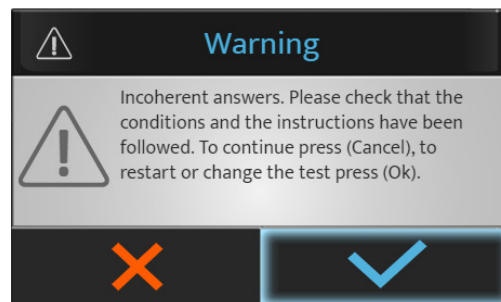 Warning
Incoherent answers. Please check that the
conditions and the instructions have been
followed. To continue press (Cancel), to
restart or change the test press (Ok).